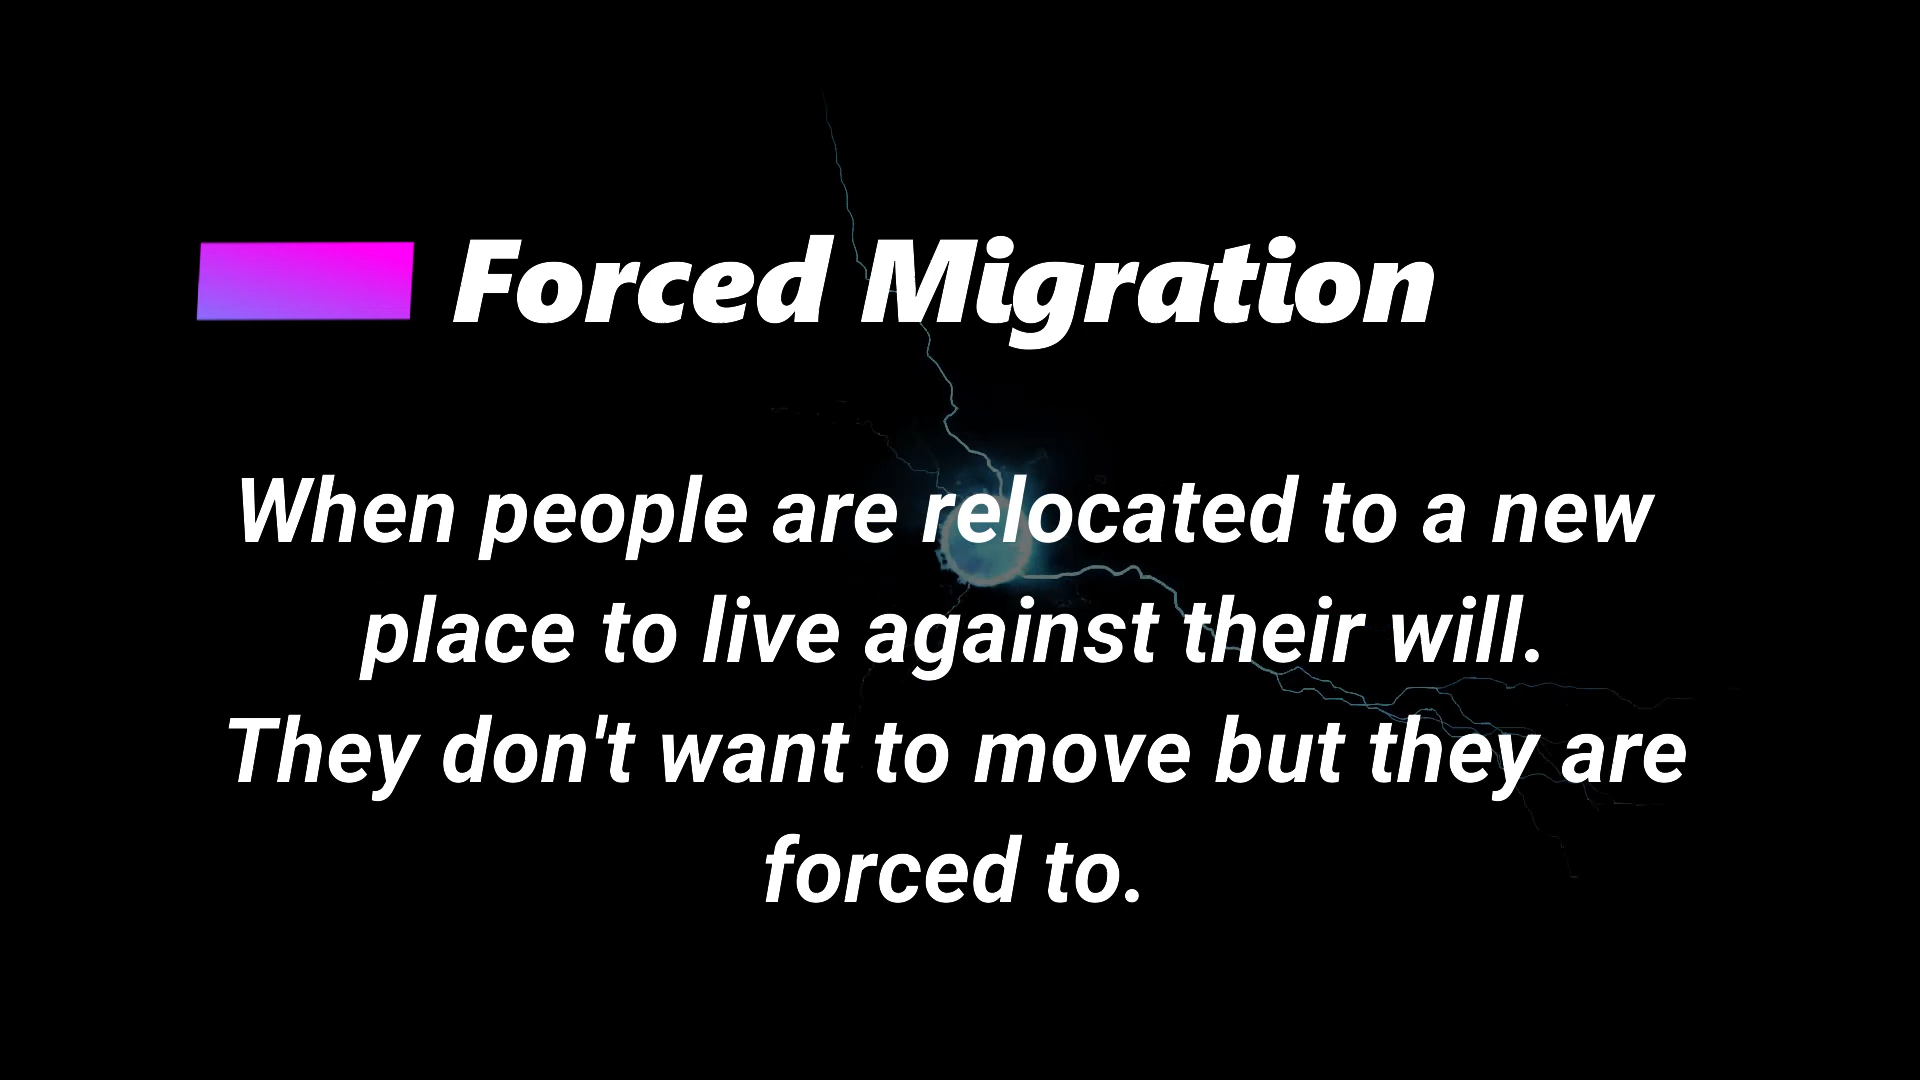 Forced Migration
When people are relocated to a new
place to live against their will.
They don't want to move but they are
forced to.